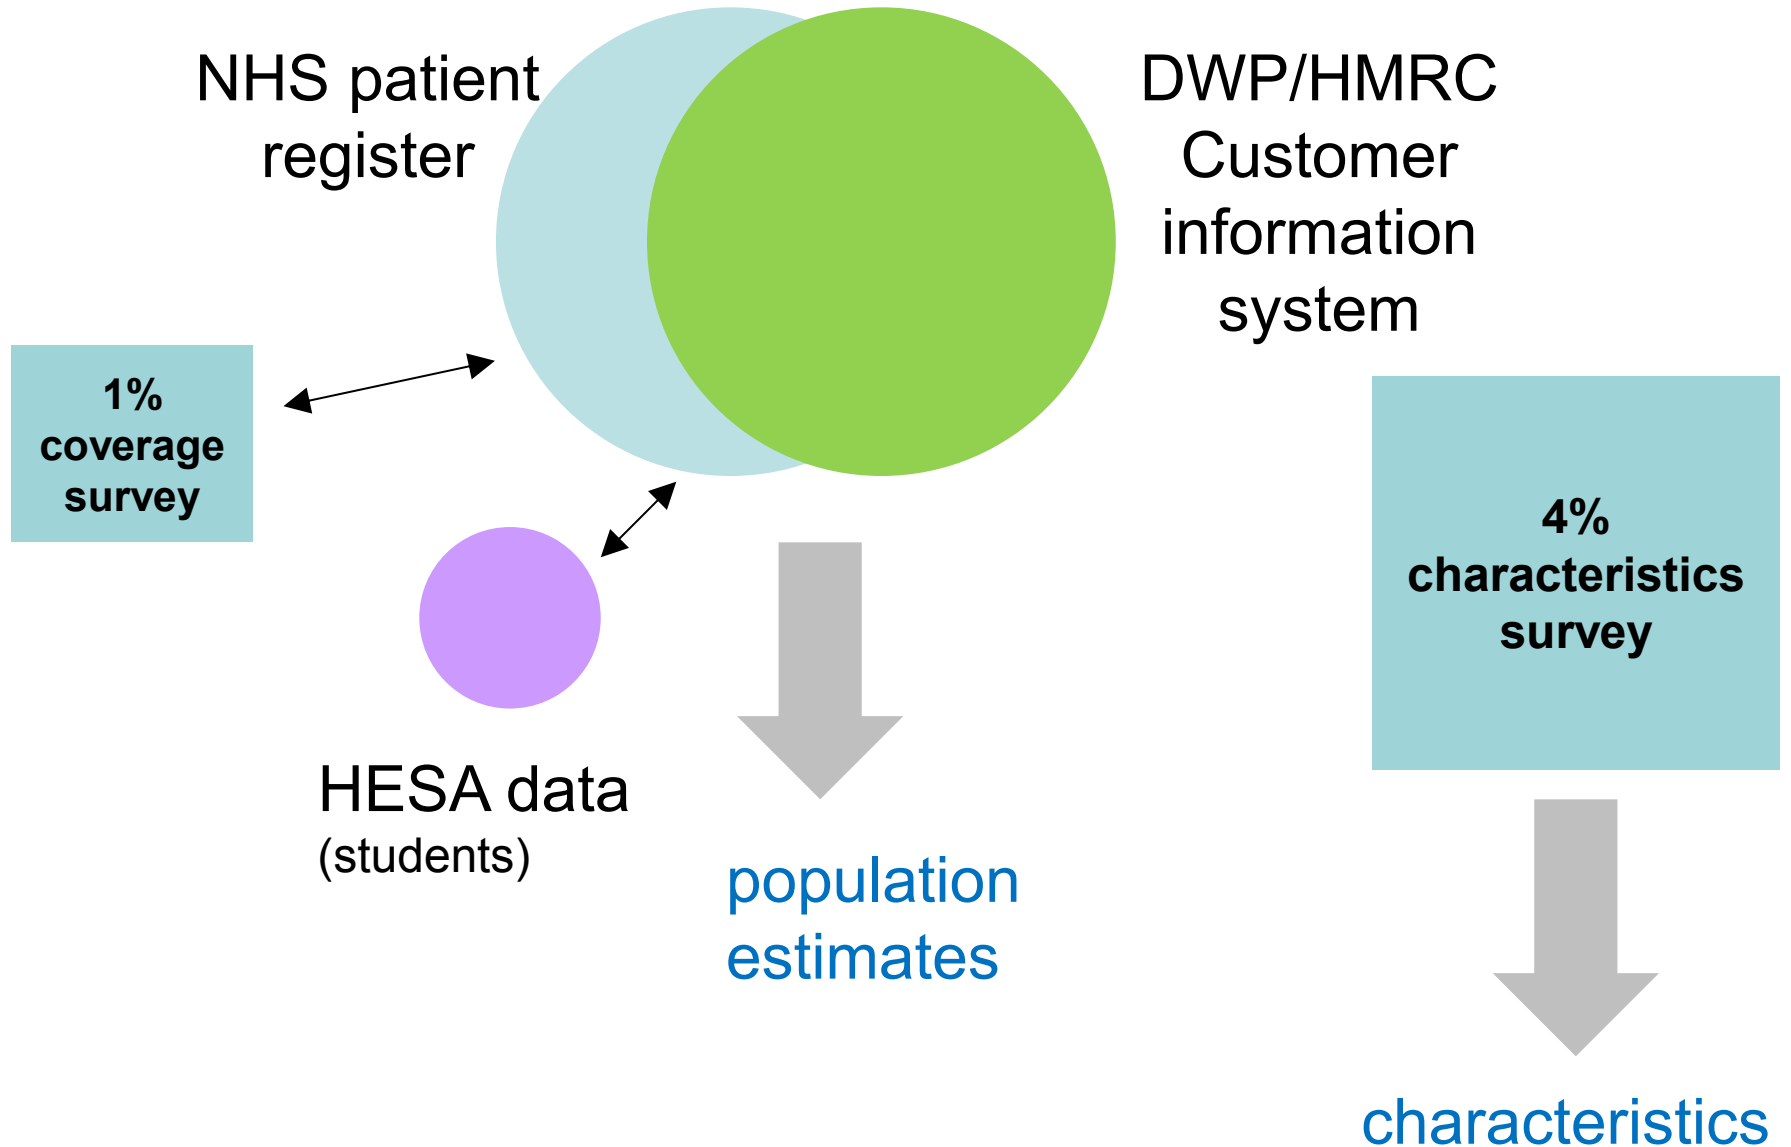 NHS patient
register
DWP/HMRC
Customer
information
system
1%
coverage
survey
4%
characteristics
survey
HESA data
(students)
population
estimates
characteristics